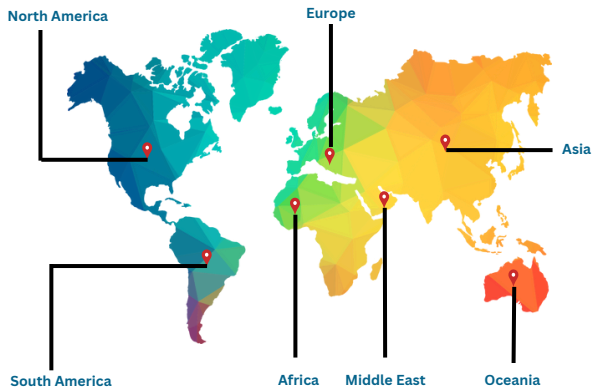 Europe
North America
Asia
South America
Africa
Middle East
Oceania